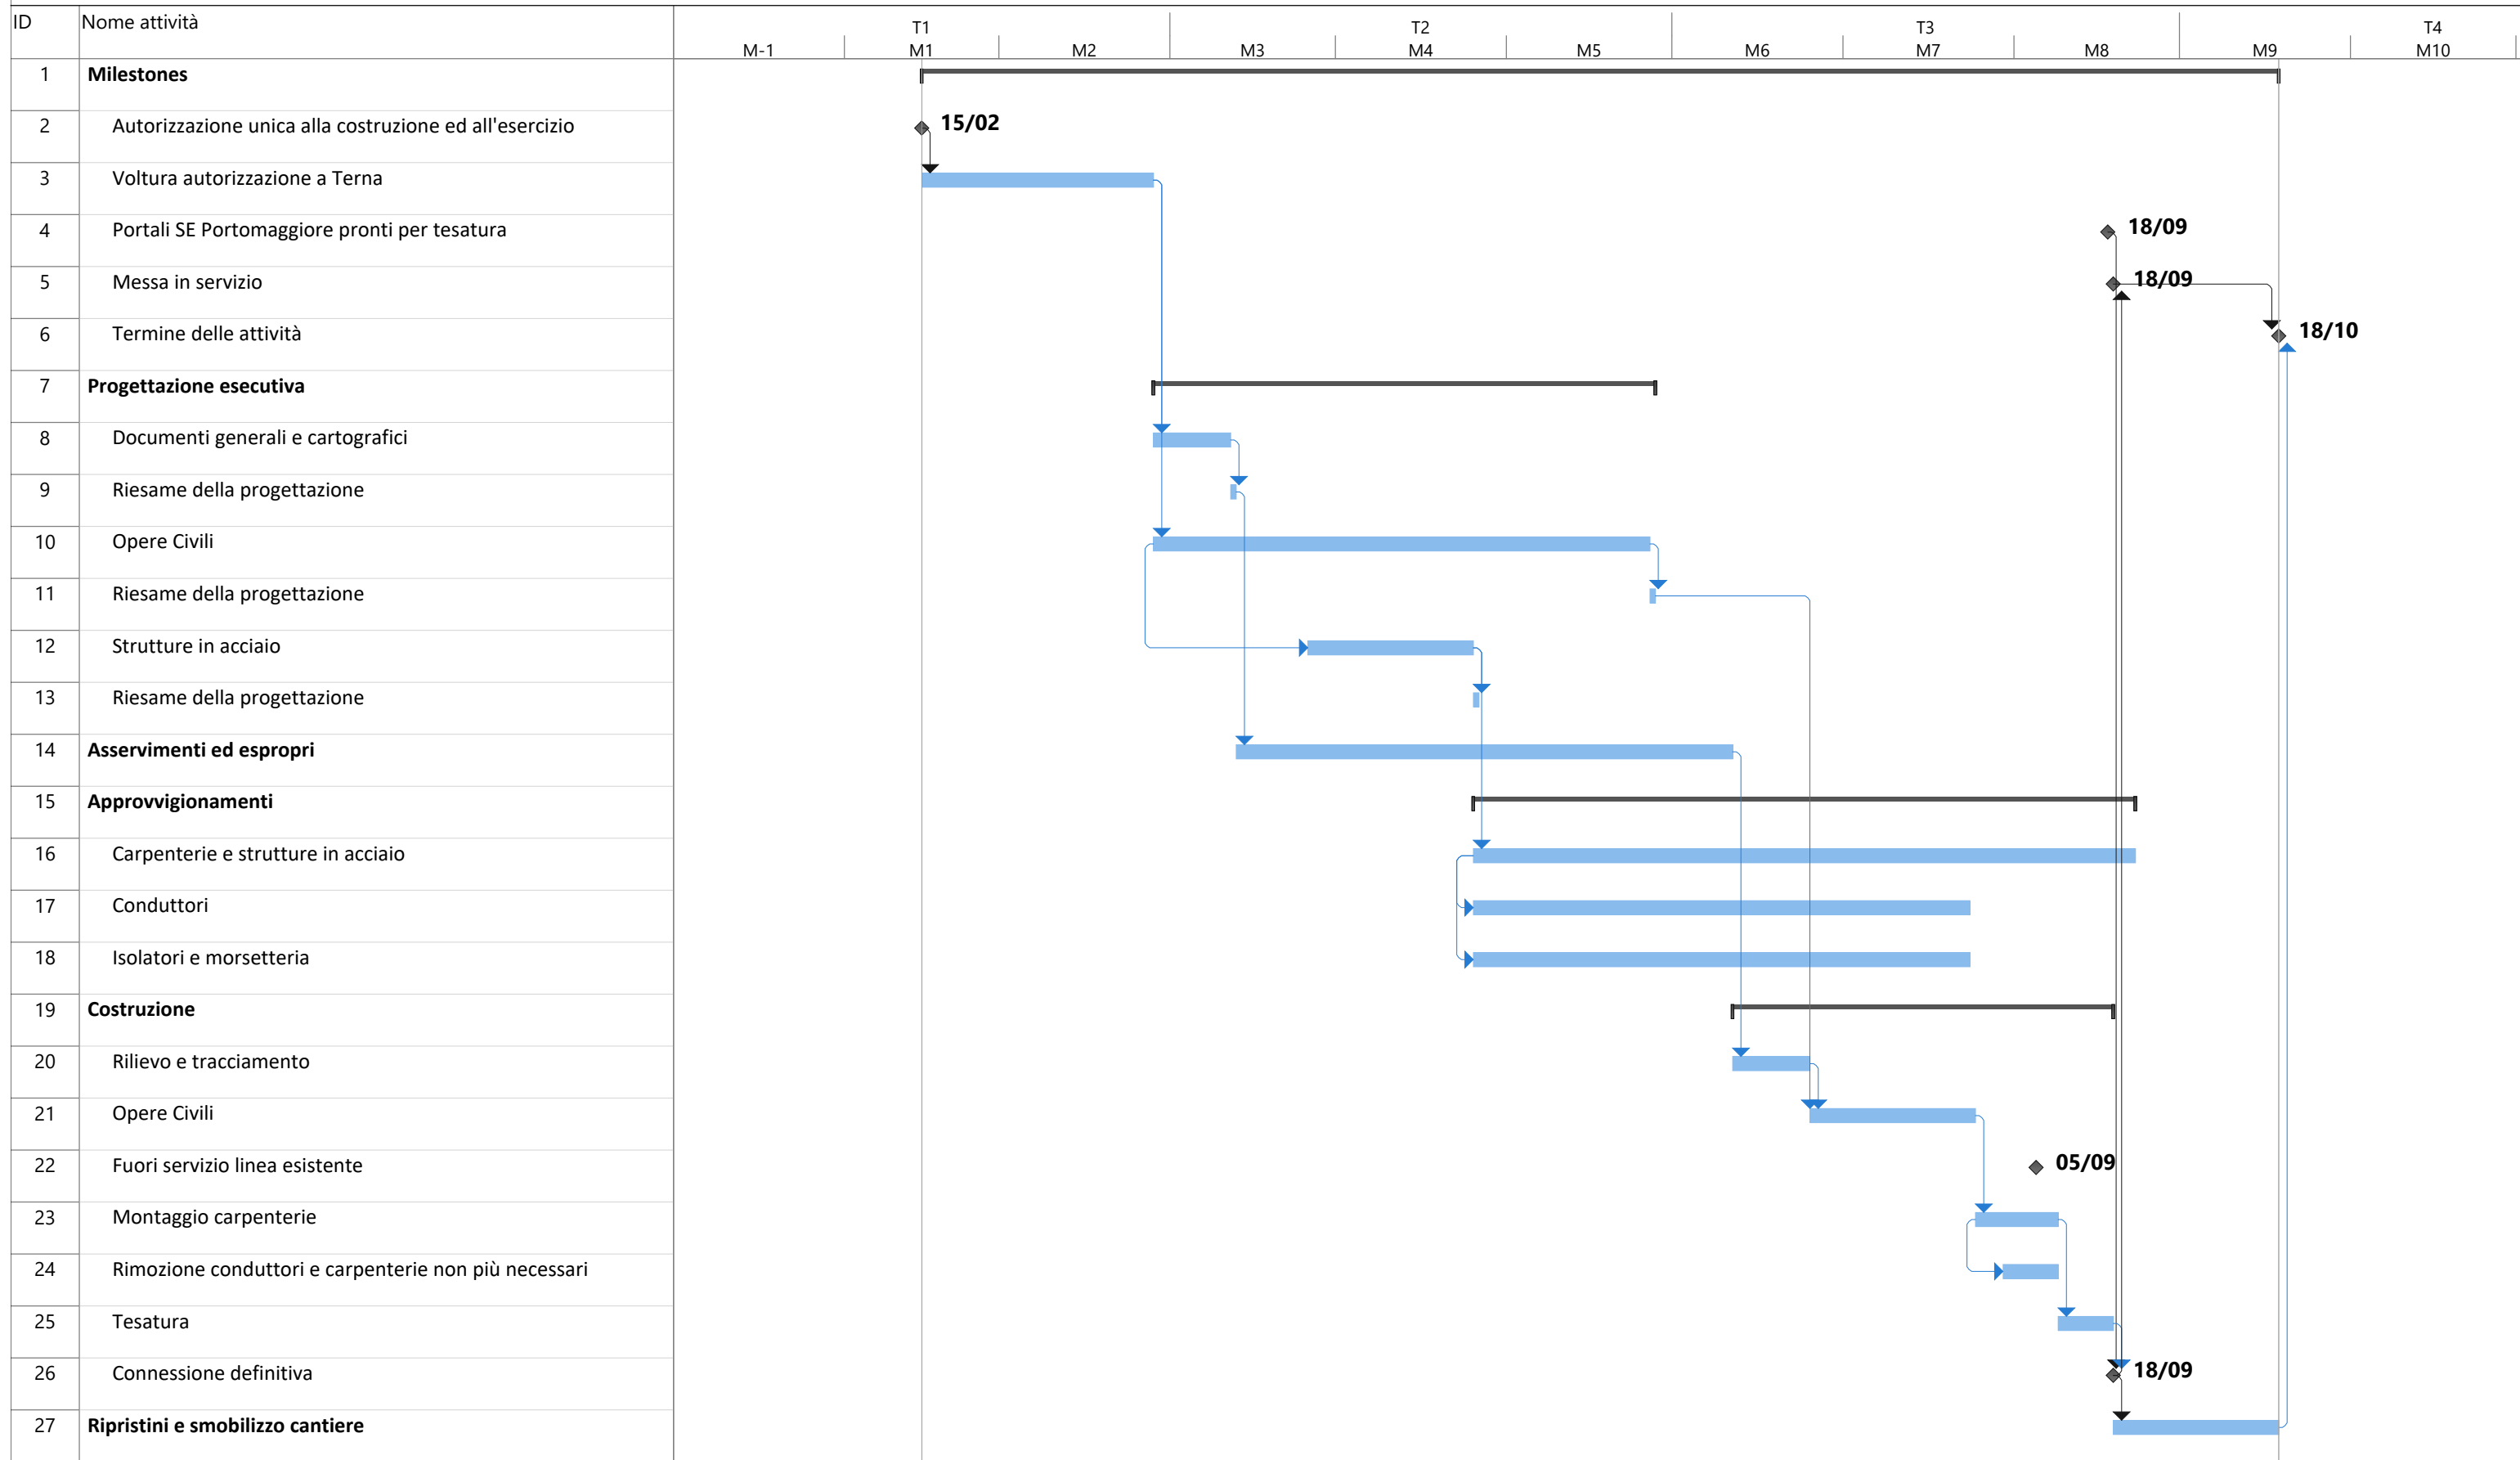 ID Nome attività T1 T2 T3 T4
M-1 M1 M2 M3 M4 M5 M6 M7 M8 M9 M10
1 Milestones
2 Autorizzazione unica alla costruzione ed all'esercizio 15/02
3 Voltura autorizzazione a Terna
4 Portali SE Portomaggiore pronti per tesatura 18/09
5 Messa in servizio 18/09
6 Termine delle attività 18/10
7 Progettazione esecutiva
8 Documenti generali e cartografici
9 Riesame della progettazione
10 Opere Civili
11 Riesame della progettazione
12 Strutture in acciaio
13 Riesame della progettazione
14 Asservimenti ed espropri
15 Approvvigionamenti
16 Carpenterie e strutture in acciaio
17 Conduttori
18 Isolatori e morsetteria
19 Costruzione
20 Rilievo e tracciamento
21 Opere Civili
22 Fuori servizio linea esistente 05/09
23 Montaggio carpenterie
24 Rimozione conduttori e carpenterie non più necessari
25 Tesatura
26 Connessione definitiva 18/09
27 Ripristini e smobilizzo cantiere